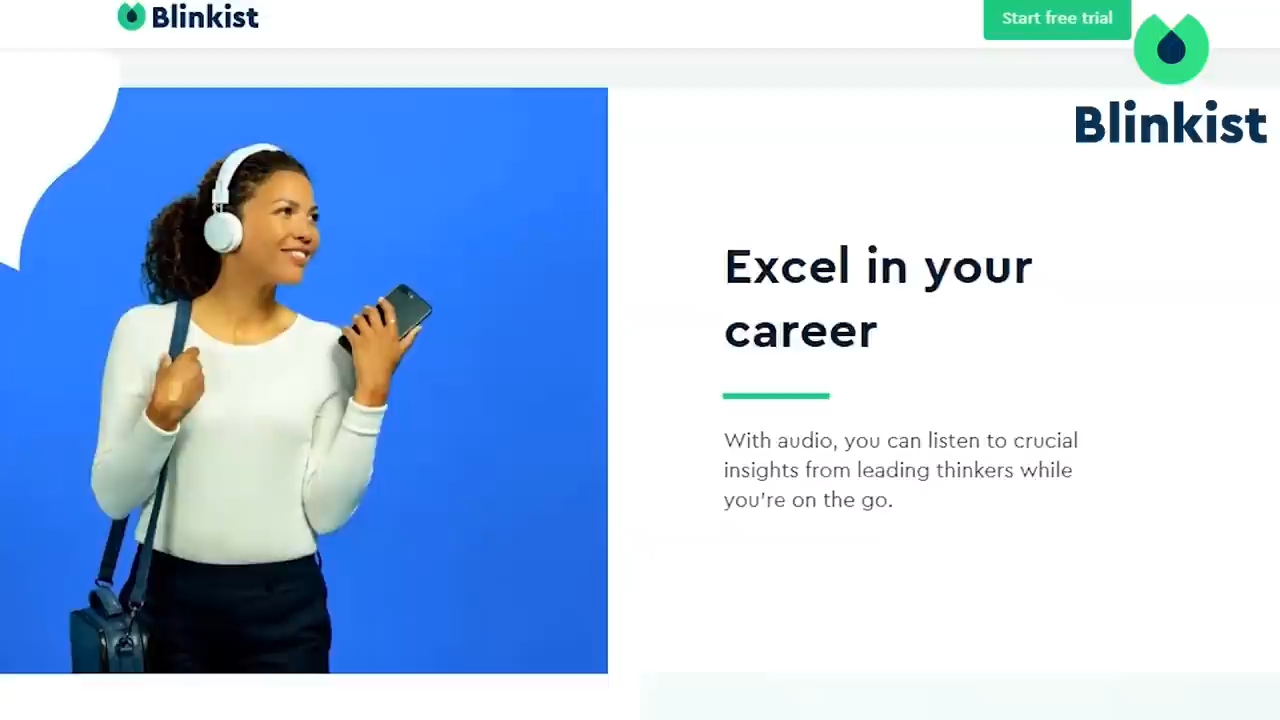 Blinkist
Start free trial
Blinkist
Excel in your
career
With audio, you can listen to crucial
insights from leading thinkers while
you're on the go.